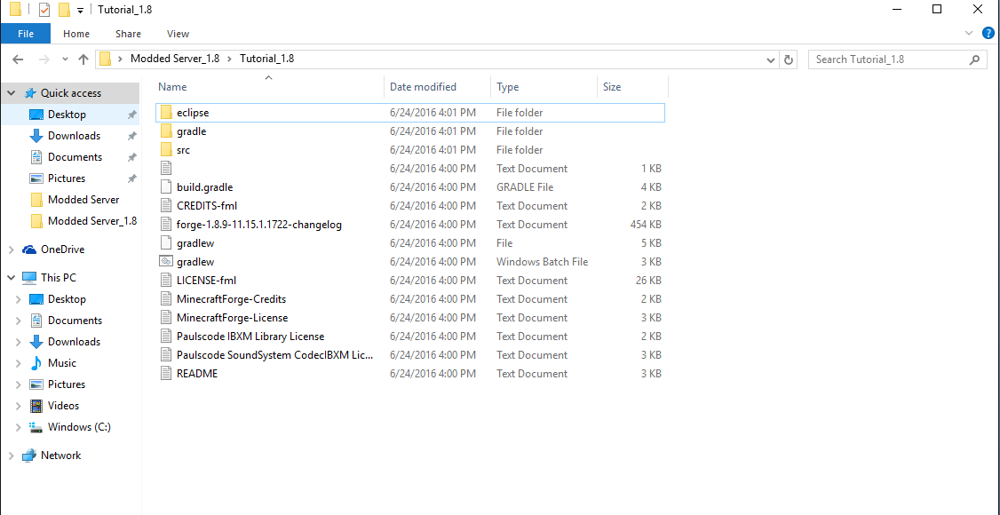 Tutorial_1.8
File Home Share View
Modded Server_1.8 Tutorial_1.8 Search Tutorial_1.8
Quick access
Desktop
Downloads
Documents
Pictures
Modded Server
Modded Server_1.8
OneDrive
This PC
Desktop
Documents
Downloads
Music
Pictures
Videos
Windows (C:)
Network
Name Date modified Type Size
eclipse 6/24/2016 4:01 PM File folder
gradle 6/24/2016 4:01 PM File folder
src 6/24/2016 4:01 PM File folder
6/24/2016 4:00 PM Text Document 1 KB
build.gradle 6/24/2016 4:00 PM GRADLE File 4 KB
CREDITS-fml 6/24/2016 4:00 PM Text Document 2 KB
forge-1.8.9-11.15.1.1722-changelog 6/24/2016 4:00 PM Text Document 454 KB
gradlew 6/24/2016 4:00 PM File 5 KB
gradlew 6/24/2016 4:00 PM Windows Batch File 3 KB
LICENSE-fml 6/24/2016 4:00 PM Text Document 26 KB
MinecraftForge-Credits 6/24/2016 4:00 PM Text Document 2 KB
MinecraftForge-License 6/24/2016 4:00 PM Text Document 3 KB
Paulscode IBXM Library License 6/24/2016 4:00 PM Text Document 2 KB
Paulscode SoundSystem CodecIBXM Lic... 6/24/2016 4:00 PM Text Document 3 KB
README 6/24/2016 4:00 PM Text Document 3 KB